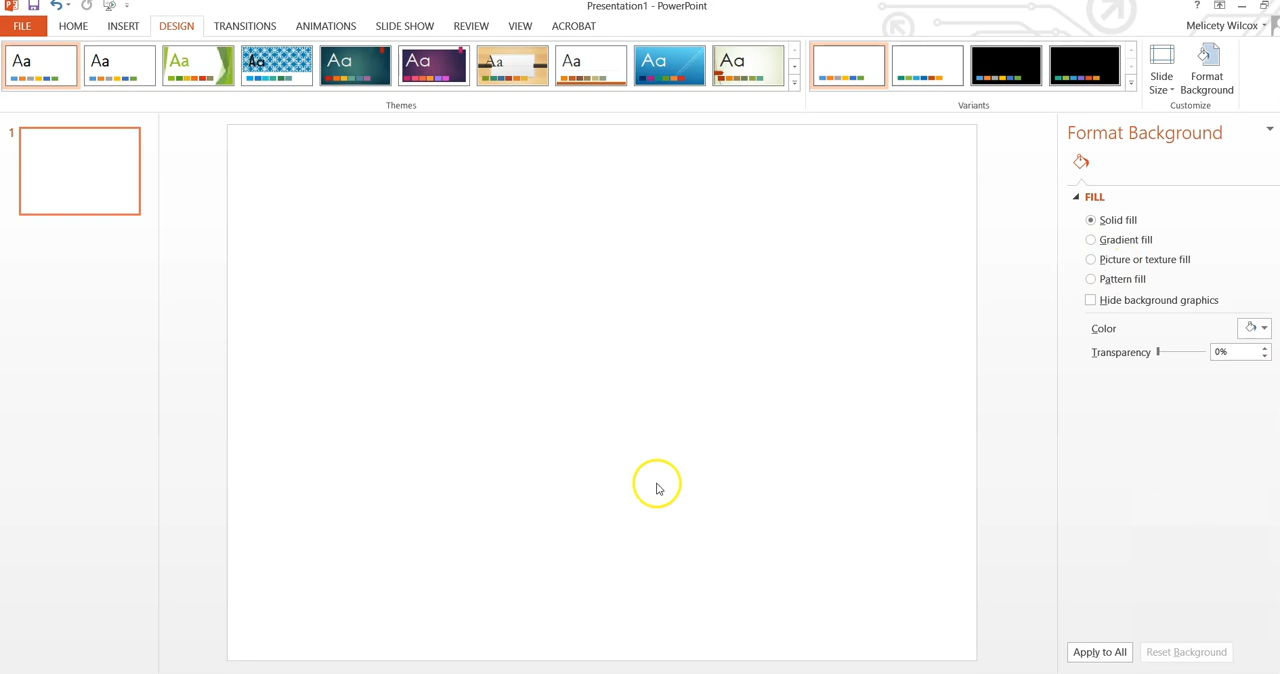 Presentation1 - PowerPoint
?
FILE HOME INSERT DESIGN TRANSITIONS ANIMATIONS SLIDE SHOW REVIEW VIEW ACROBAT
Melicety Wilcox
Aa Aa Aa Aa Aa Aa Aa Aa Aa Aa
Slide Size
Format Background
Themes
Variants
Customize
1
Format Background
FILL
Solid fill
Gradient fill
Picture or texture fill
Pattern fill
Hide background graphics
Color
Transparency 0%
Apply to All Reset Background